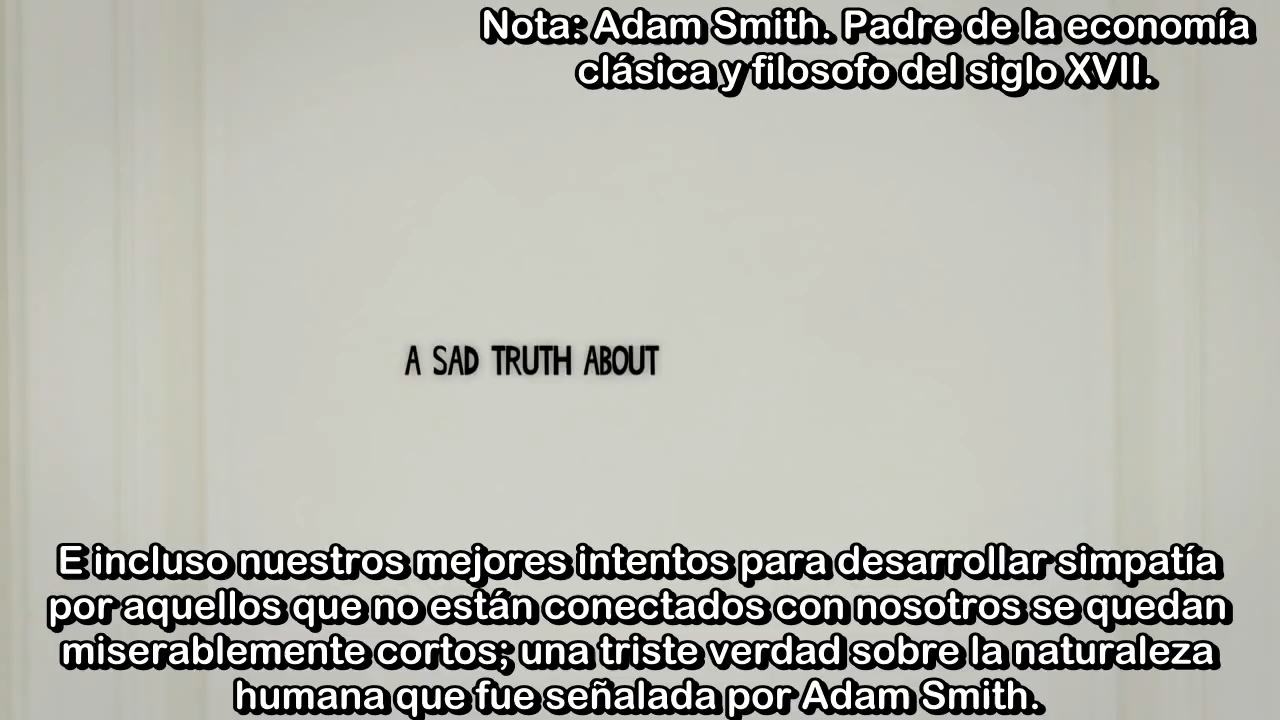 Nota: Adam Smith. Padre de la economía
clásica y filosofo del siglo XVII.
A SAD TRUTH ABOUT
E incluso nuestros mejores intentos para desarrollar simpatía
por aquellos que no están conectados con nosotros se quedan
miserablemente cortos; una triste verdad sobre la naturaleza
humana que fue señalada por Adam Smith.